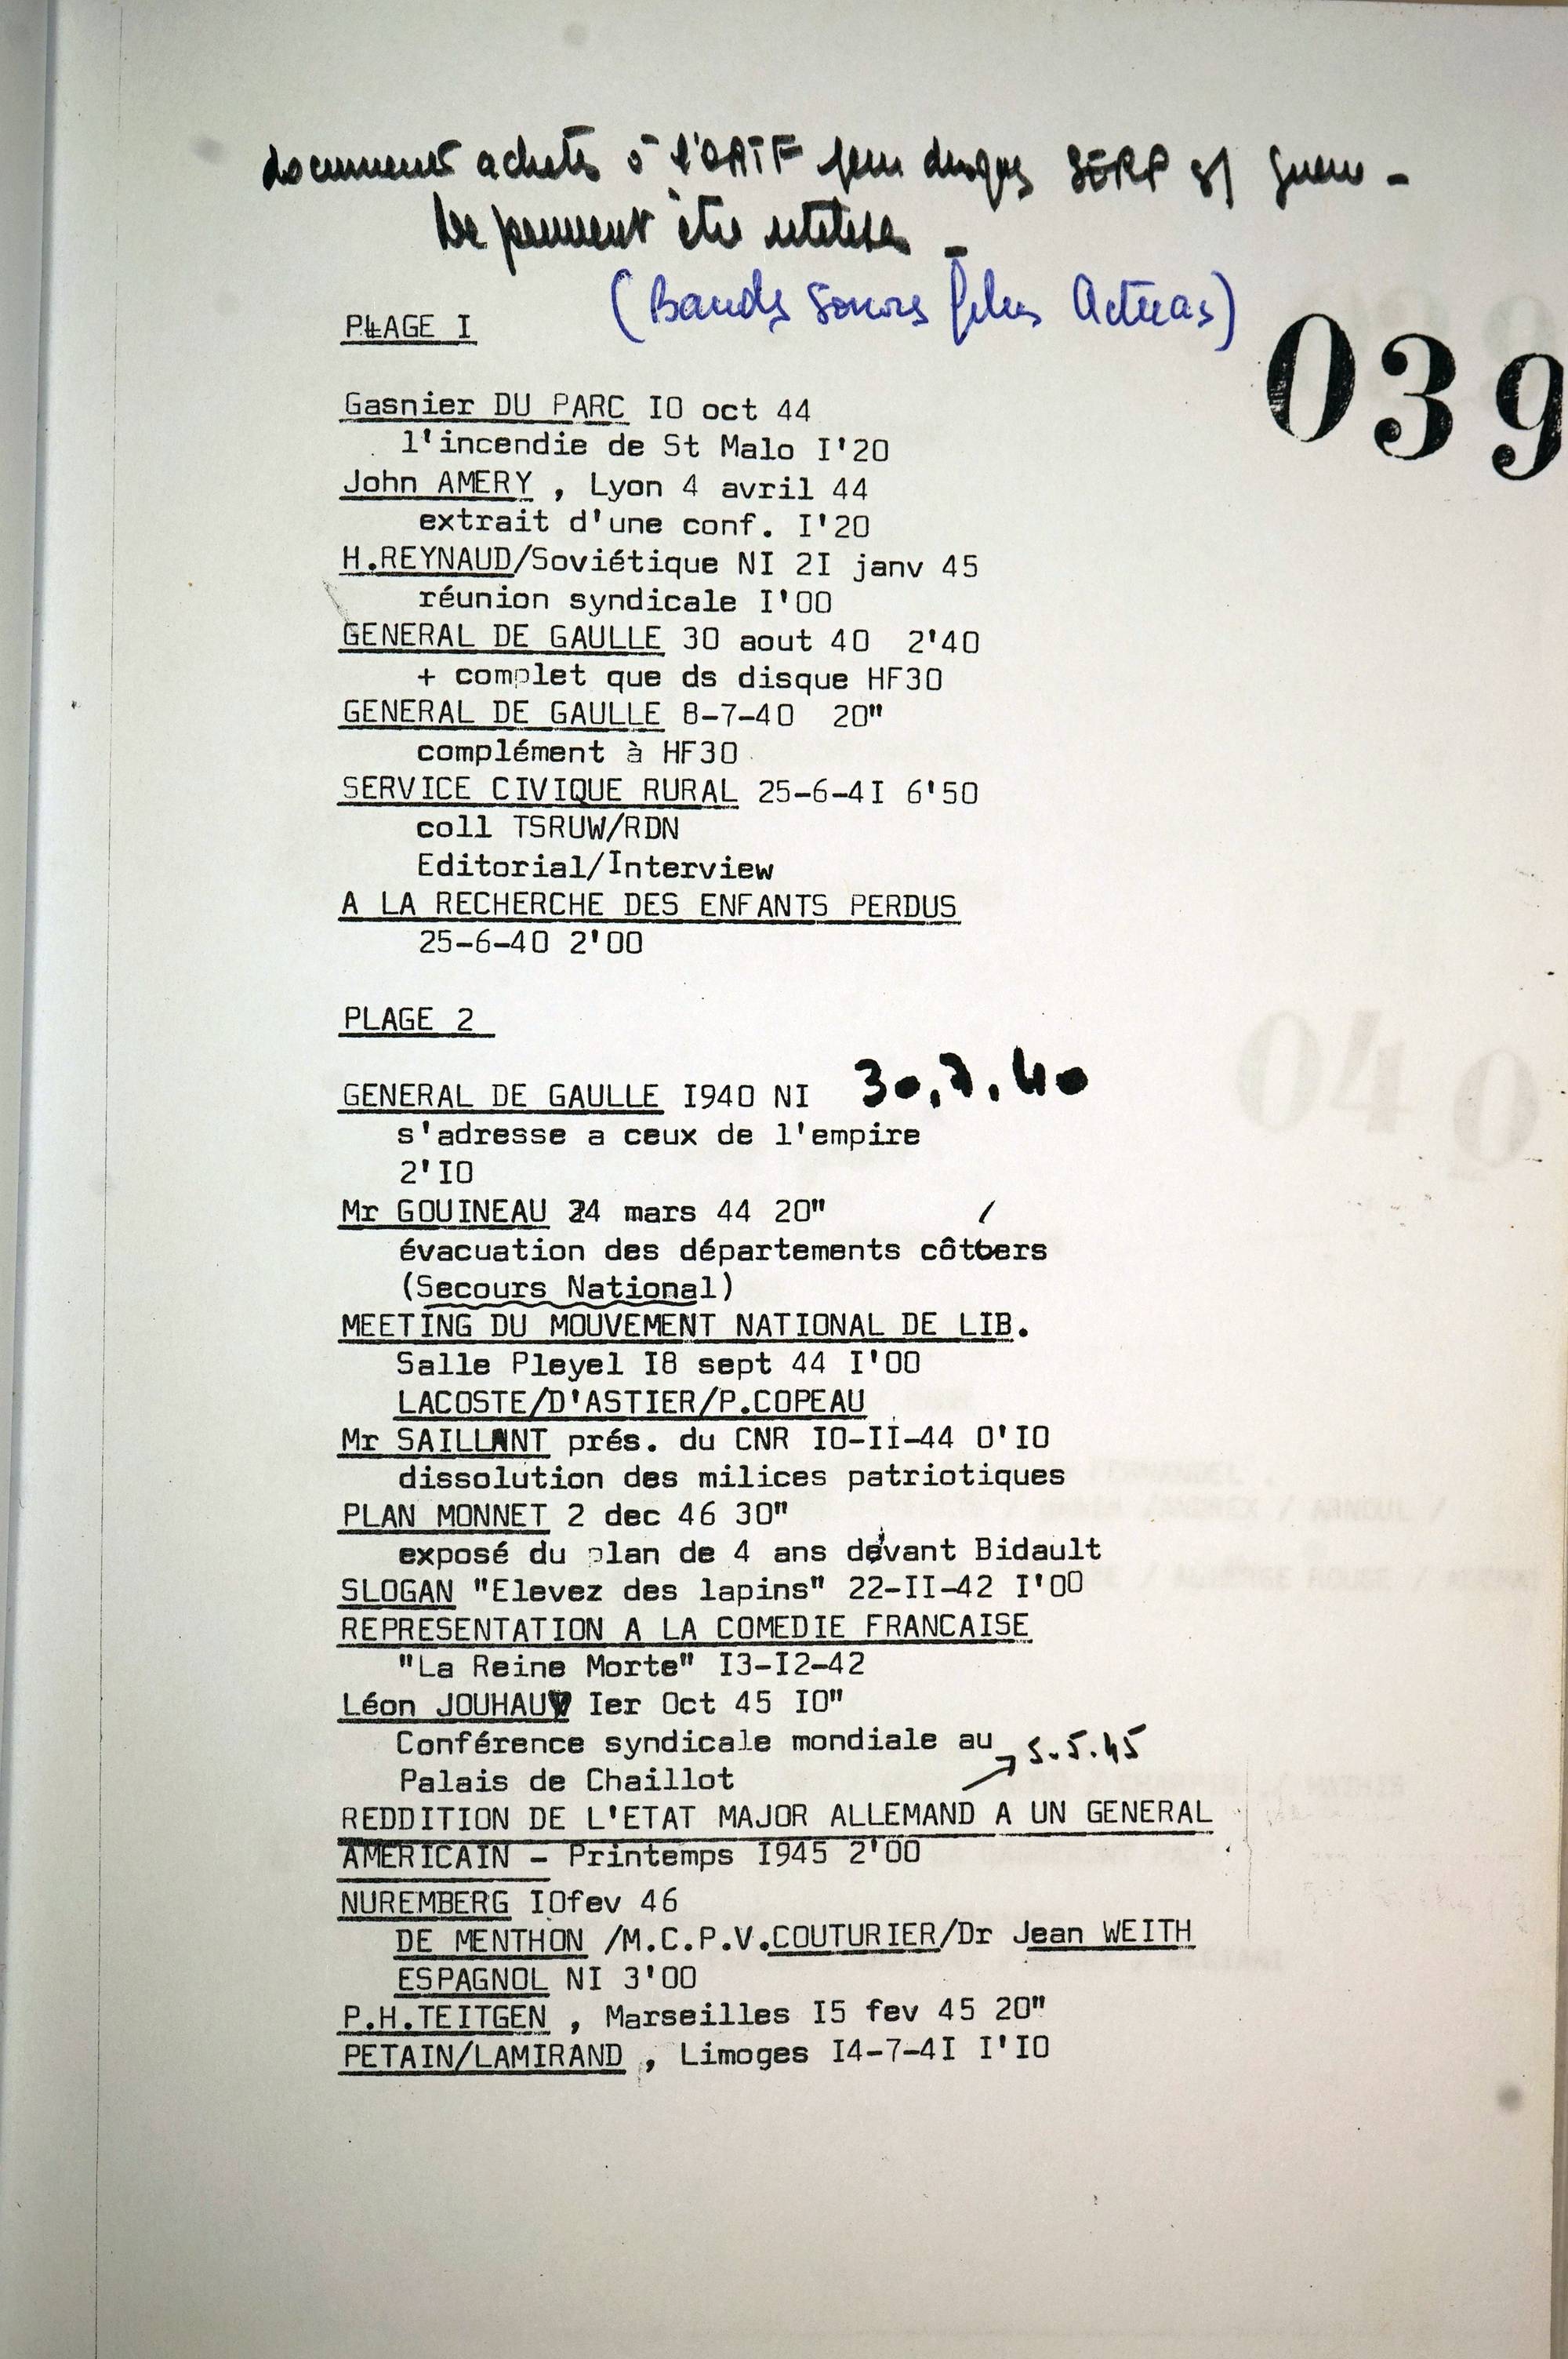 documents achetés à l'ORTF pour disques SERP s/ guerre -
Ne peuvent être utilisés -
(Bandes sonores films Actuas)
PLAGE I
039
Gasnier DU PARC IO oct 44
l'incendie de St Malo I'20
John AMERY , Lyon 4 avril 44
extrait d'une conf. I'20
H.REYNAUD/Soviétique NI 2I janv 45
réunion syndicale I'00
GENERAL DE GAULLE 30 aout 40 2'40
+ complet que ds disque HF30
GENERAL DE GAULLE 8-7-40 20"
complément à HF30
SERVICE CIVIQUE RURAL 25-6-4I 6'50
coll TSRUW/RDN
Editorial/Interview
A LA RECHERCHE DES ENFANTS PERDUS
25-6-40 2'00
PLAGE 2
GENERAL DE GAULLE I940 NI 30.7.40
s'adresse a ceux de l'empire
2'IO
Mr GOUINEAU 24 mars 44 20"
évacuation des départements
(Secours National)
MEETING DU MOUVEMENT NATIONAL DE LIB.
Salle Pleyel I8 sept 44 I'00
LACOSTE/D'ASTIER/P.COPEAU
Mr SAILLANT prés. du CNR IO-II-44 0'IO
dissolution des milices patriotiques
PLAN MONNET 2 dec 46 30"
exposé du plan de 4 ans devant Bidault
SLOGAN "Elevez des lapins" 22-II-42 I'00
REPRESENTATION A LA COMEDIE FRANCAISE
"La Reine Morte" I3-I2-42
Léon JOUHAUX Ier Oct 45 IO"
Conférence syndicale mondiale au
Palais de Chaillot
5.5.45
REDDITION DE L'ETAT MAJOR ALLEMAND A UN GENERAL
AMERICAIN - Printemps I945 2'00
NUREMBERG IOfev 46
DE MENTHON /M.C.P.V.COUTURIER/Dr Jean WEITH
ESPAGNOL NI 3'00
P.H.TEITGEN , Marseilles I5 fev 45 20"
PETAIN/LAMIRAND , Limoges I4-7-4I I'IO